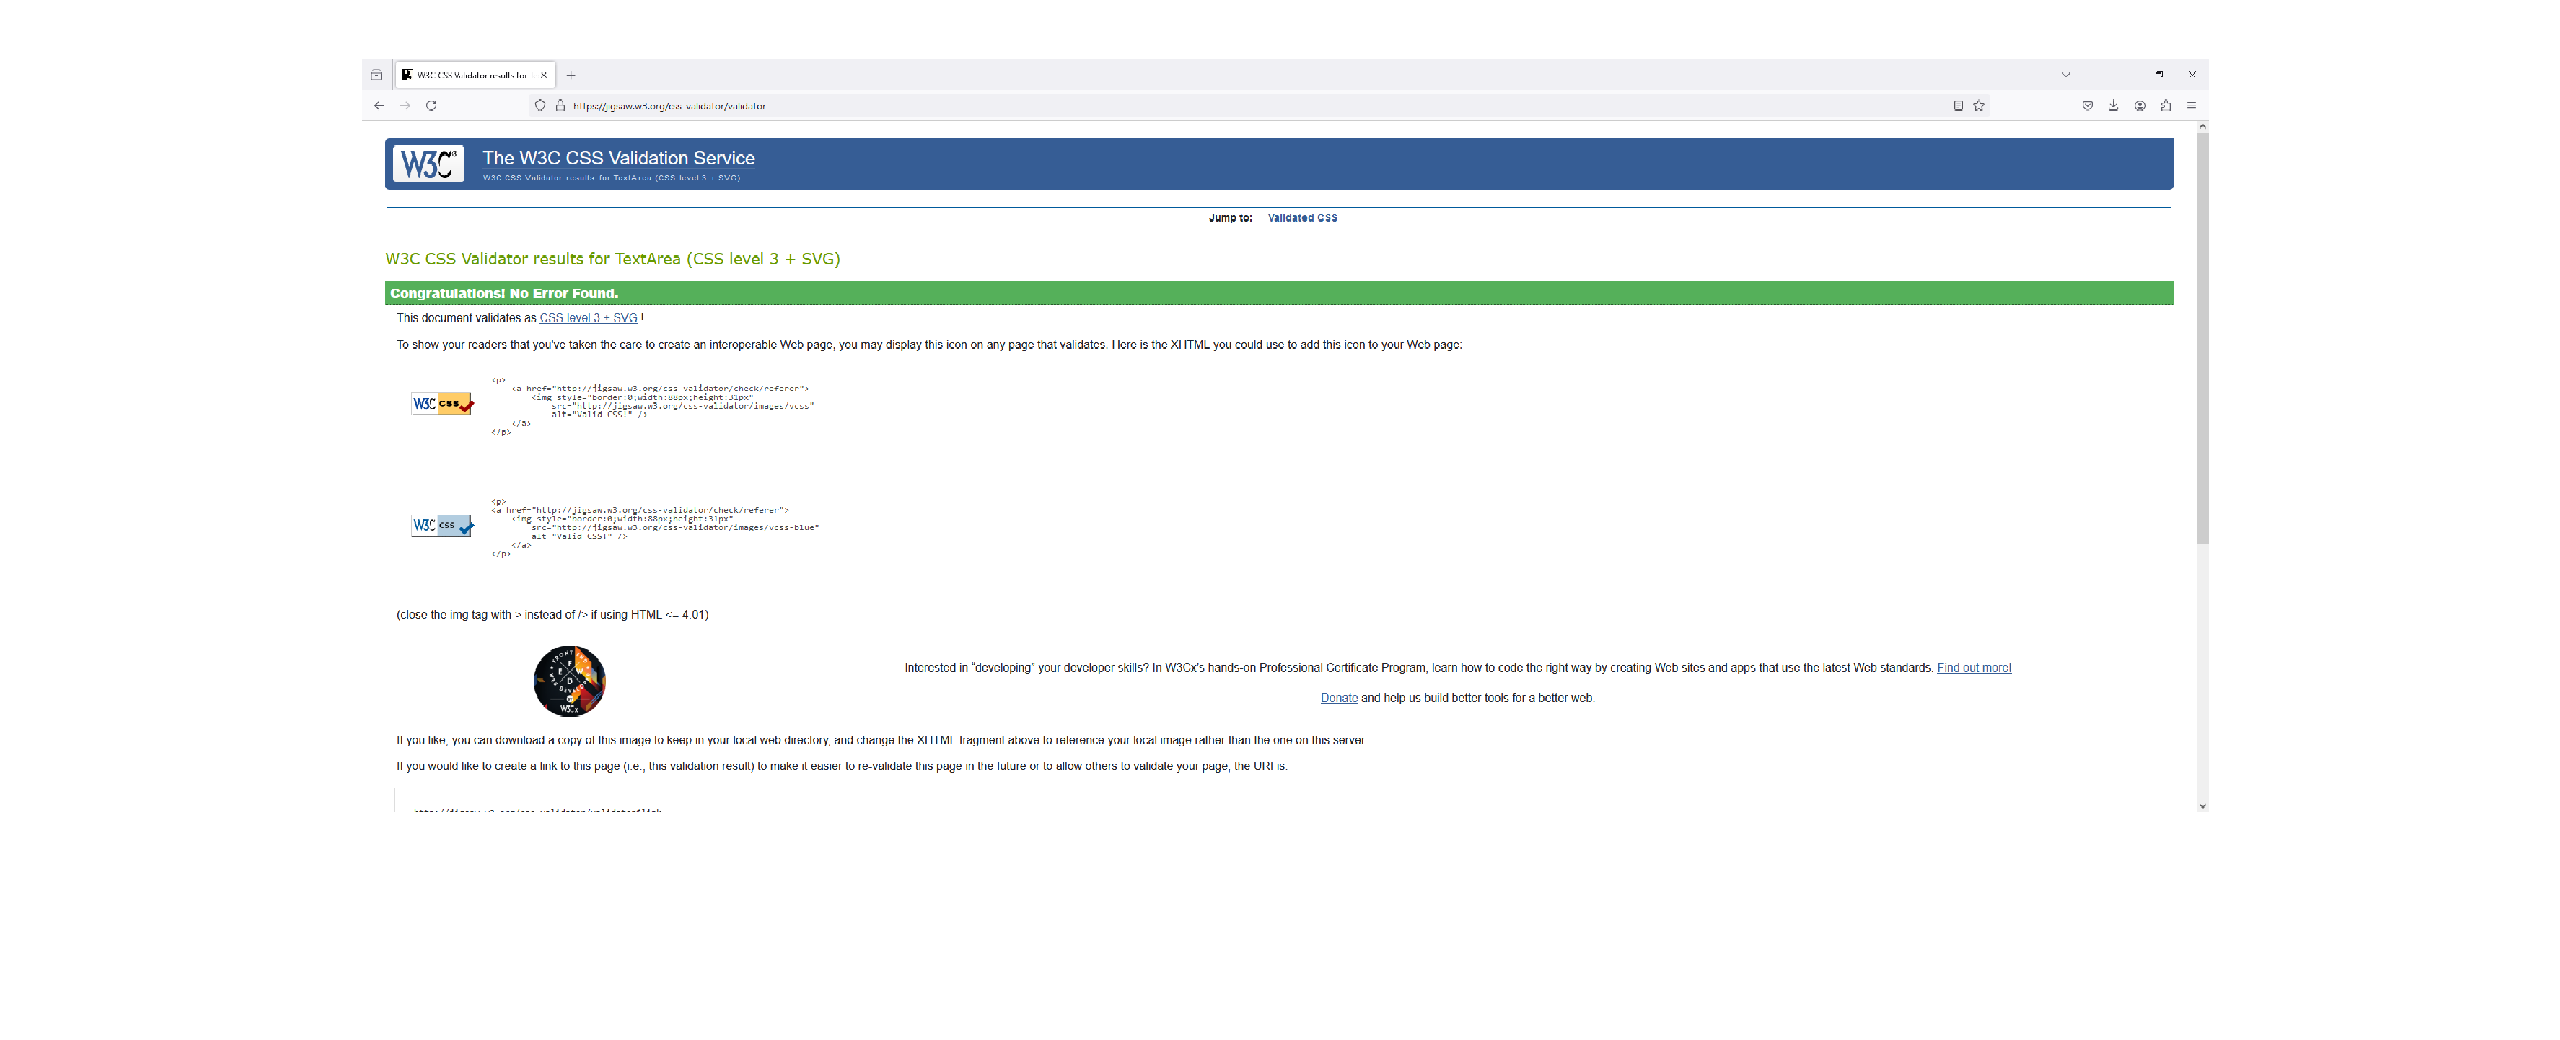 W3C CSS Validator results for
https://jigsaw.w3.org/css-validator/validator
W3C®
The W3C CSS Validation Service
W3C CSS Validator results for TextArea (CSS level 3 + SVG)
Jump to: Validated CSS
W3C CSS Validator results for TextArea (CSS level 3 + SVG)
Congratulations! No Error Found.
This document validates as CSS level 3 + SVG !
To show your readers that you've taken the care to create an interoperable Web page, you may display this icon on any page that validates. Here is the XHTML you could use to add this icon to your Web page:
W3C css
<p>
<a href="http://jigsaw.w3.org/css-validator/check/referer">
<img style="border:0;width:88px;height:31px"
src="http://jigsaw.w3.org/css-validator/images/vcss"
alt="Valid CSS!" />
</a>
</p>
W3C css
<p>
<a href="http://jigsaw.w3.org/css-validator/check/referer">
<img style="border:0;width:88px;height:31px"
src="http://jigsaw.w3.org/css-validator/images/vcss-blue"
alt="Valid CSS!" />
</a>
</p>
(close the img tag with > instead of /> if using HTML <= 4.01)
W3Cx
Interested in “developing” your developer skills? In W3Cx's hands-on Professional Certificate Program, learn how to code the right way by creating Web sites and apps that use the latest Web standards. Find out more!
Donate and help us build better tools for a better web.
If you like, you can download a copy of this image to keep in your local web directory, and change the XHTML fragment above to reference your local image rather than the one on this server.
If you would like to create a link to this page (i.e., this validation result) to make it easier to re-validate this page in the future or to allow others to validate your page, the URI is: